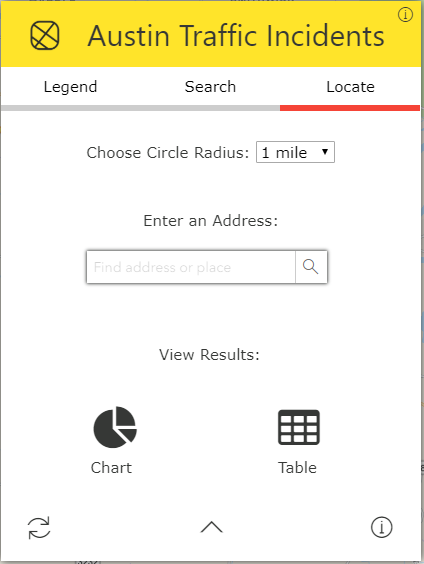 Austin Traffic Incidents
Legend Search Locate
Choose Circle Radius: 1 mile
Enter an Address:
Find address or place
View Results:
Chart Table